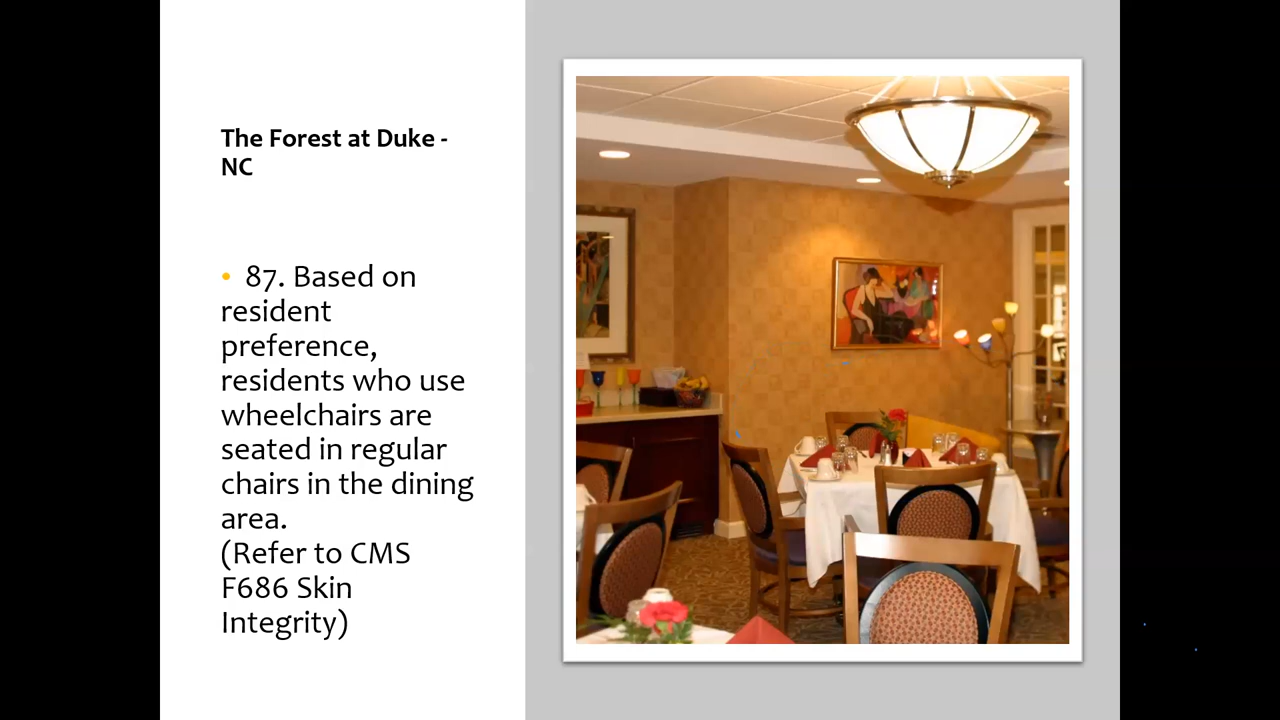 The Forest at Duke -
NC
• 87. Based on
resident
preference,
residents who use
wheelchairs are
seated in regular
chairs in the dining
area.
(Refer to CMS
F686 Skin
Integrity)